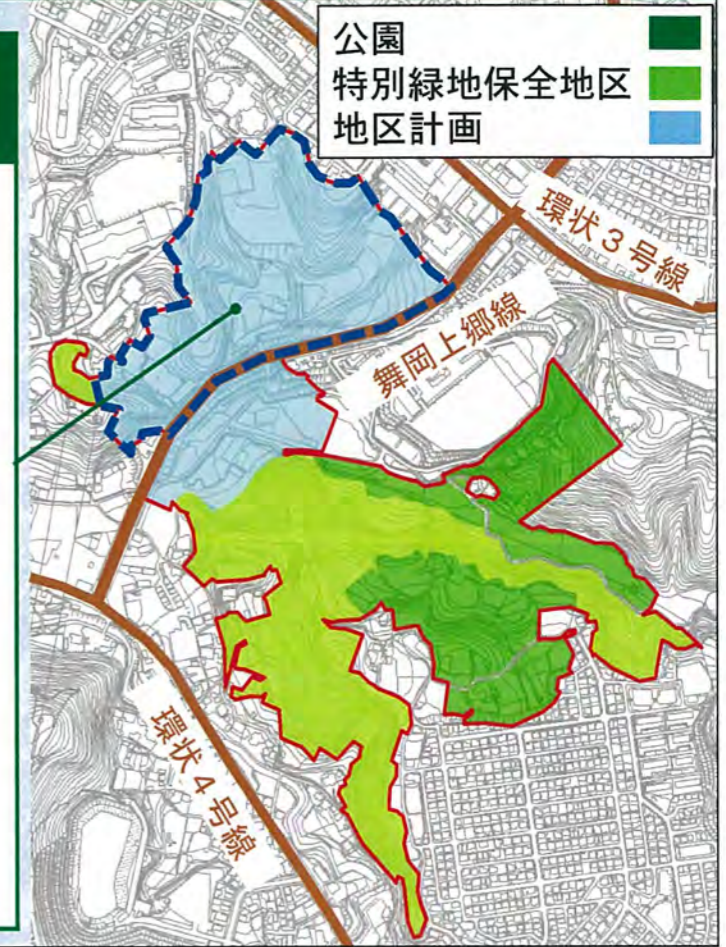 公園
特別緑地保全地区
地区計画
環状3号線
舞岡上郷線
環状4号線